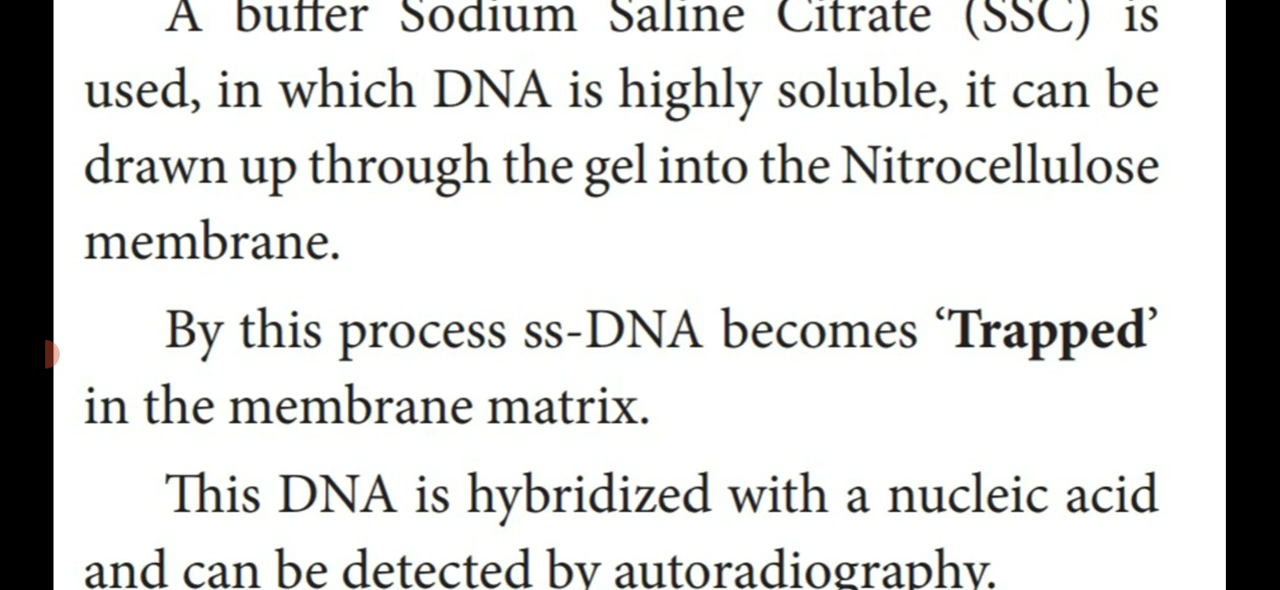 A buffer Sodium Saline Citrate (SSC) is
used, in which DNA is highly soluble, it can be
drawn up through the gel into the Nitrocellulose
membrane.
By this process ss-DNA becomes ‘Trapped’
in the membrane matrix.
This DNA is hybridized with a nucleic acid
and can be detected by autoradiography.